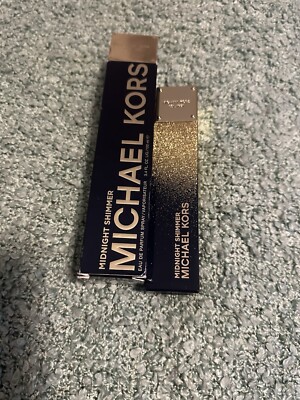 MIDNIGHT SHIMMER
MICHAEL KORS
EAU DE PARFUM SPRAY/VAPORISATEUR
MIDNIGHT SHIMMER
MICHAEL KORS